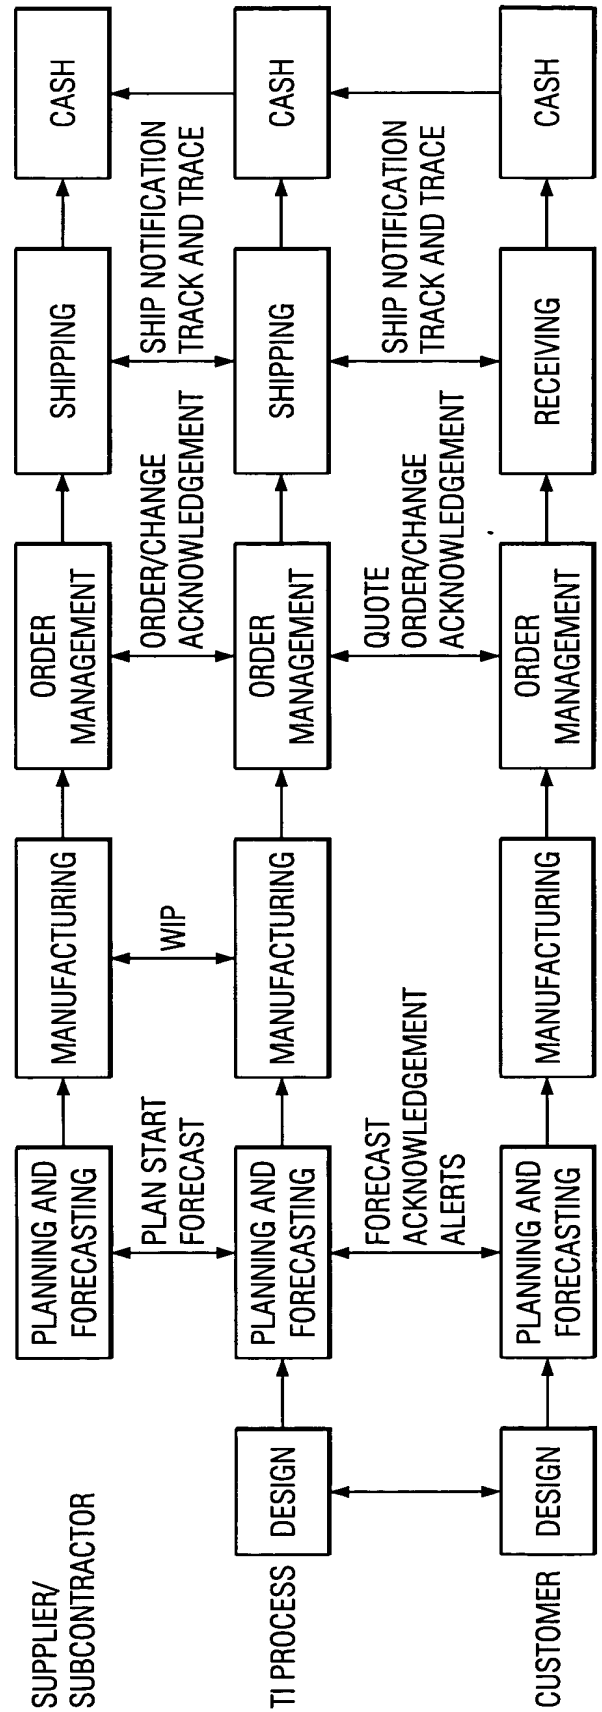 SUPPLIER/
SUBCONTRACTOR
PLANNING AND
FORECASTING
MANUFACTURING
ORDER
MANAGEMENT
SHIPPING
CASH
PLAN START
FORECAST
WIP
ORDER/CHANGE
ACKNOWLEDGEMENT
SHIP NOTIFICATION
TRACK AND TRACE
TI PROCESS
DESIGN
PLANNING AND
FORECASTING
MANUFACTURING
ORDER
MANAGEMENT
SHIPPING
CASH
FORECAST
ACKNOWLEDGEMENT
ALERTS
QUOTE
ORDER/CHANGE
ACKNOWLEDGEMENT
SHIP NOTIFICATION
TRACK AND TRACE
CUSTOMER
DESIGN
PLANNING AND
FORECASTING
MANUFACTURING
ORDER
MANAGEMENT
RECEIVING
CASH